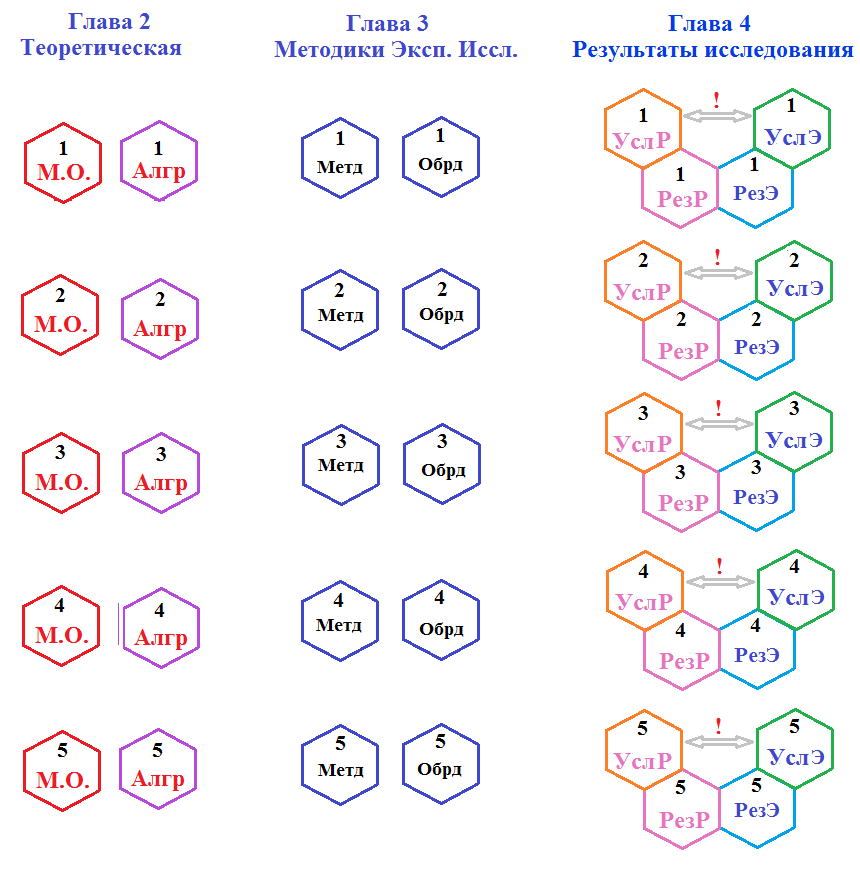 Глава 2
Теоретическая
Глава 3
Методики Эксп. Иссл.
Глава 4
Результаты исследования
1
М.О.
1
Алгр
1
Метд
1
Обрд
1
УслР
!
1
УслЭ
1
РезР
1
РезЭ
2
М.О.
2
Алгр
2
Метд
2
Обрд
2
УслР
!
2
УслЭ
2
РезР
2
РезЭ
3
М.О.
3
Алгр
3
Метд
3
Обрд
3
УслР
!
3
УслЭ
3
РезР
3
РезЭ
4
М.О.
4
Алгр
4
Метд
4
Обрд
4
УслР
!
4
УслЭ
4
РезР
4
РезЭ
5
М.О.
5
Алгр
5
Метд
5
Обрд
5
УслР
!
5
УслЭ
5
РезР
5
РезЭ